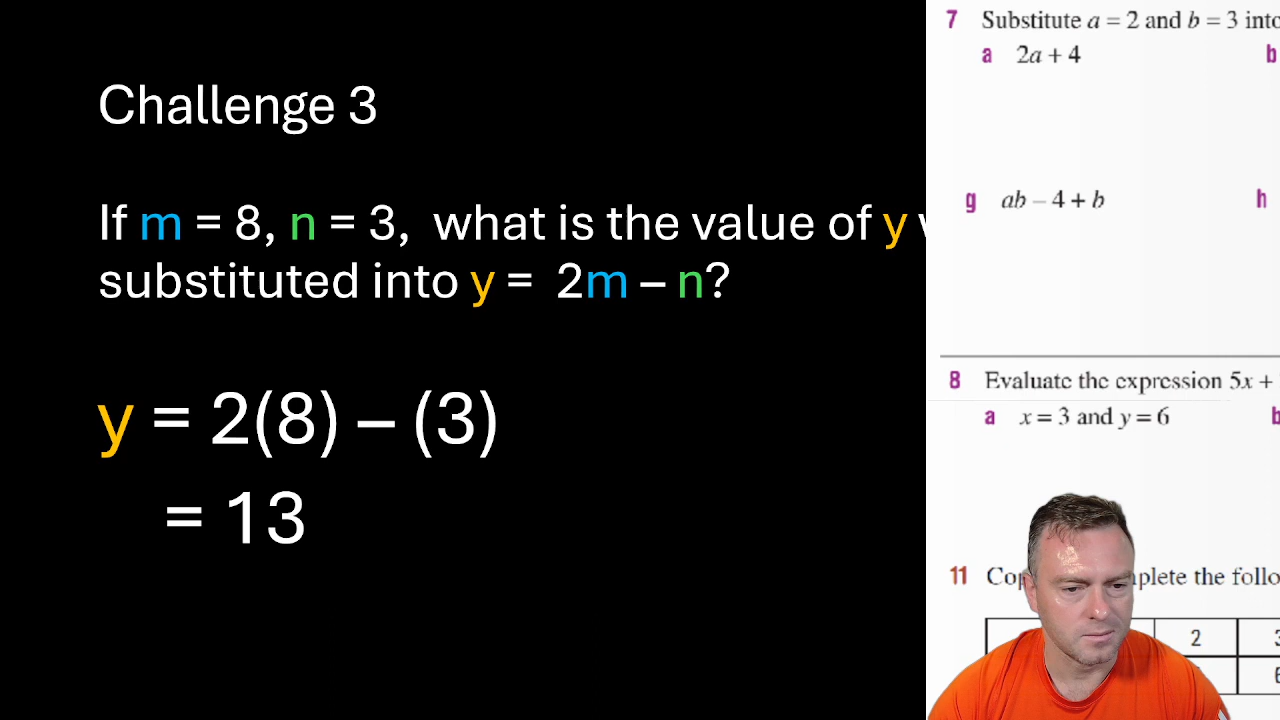 Challenge 3
If m = 8, n = 3, what is the value of y
substituted into y = 2m – n?
y = 2(8) – (3)
= 13
7 Substitute a = 2 and b = 3 into
a 2a + 4
b
g ab – 4 + b
h
8 Evaluate the expression 5x +
a x = 3 and y = 6
b
11 plete the follo
2